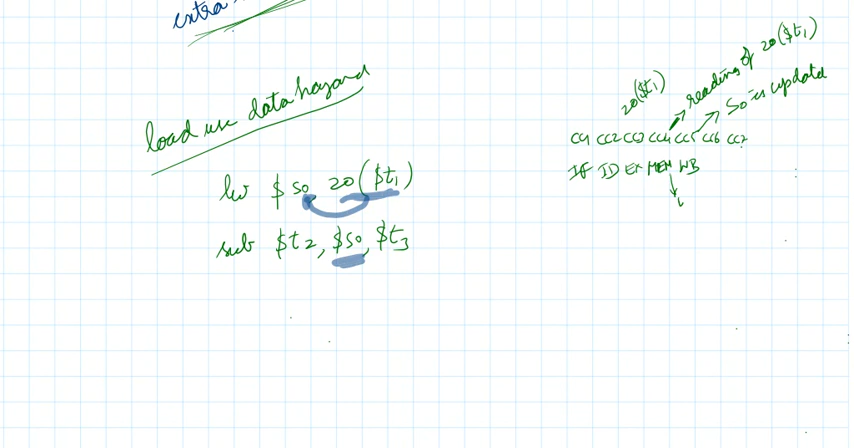 extra
load use data hazard
lw $s0, 20($t1)
sub $t2, $s0, $t3
20($t1)
reading of 20($t1)
S0 is update
CC1 CC2 CC3 CC4 CC5 CC6 CC7
IF ID EX MEM WB